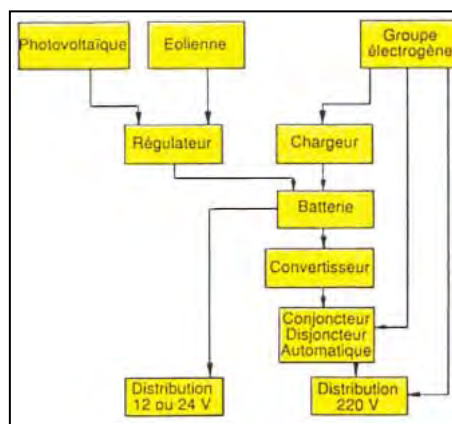 Photovoltaïque
Eolienne
Groupe
électrogène
Régulateur
Chargeur
Batterie
Convertisseur
Conjoncteur
Disjoncteur
Automatique
Distribution
12 ou 24 V
Distribution
220 V